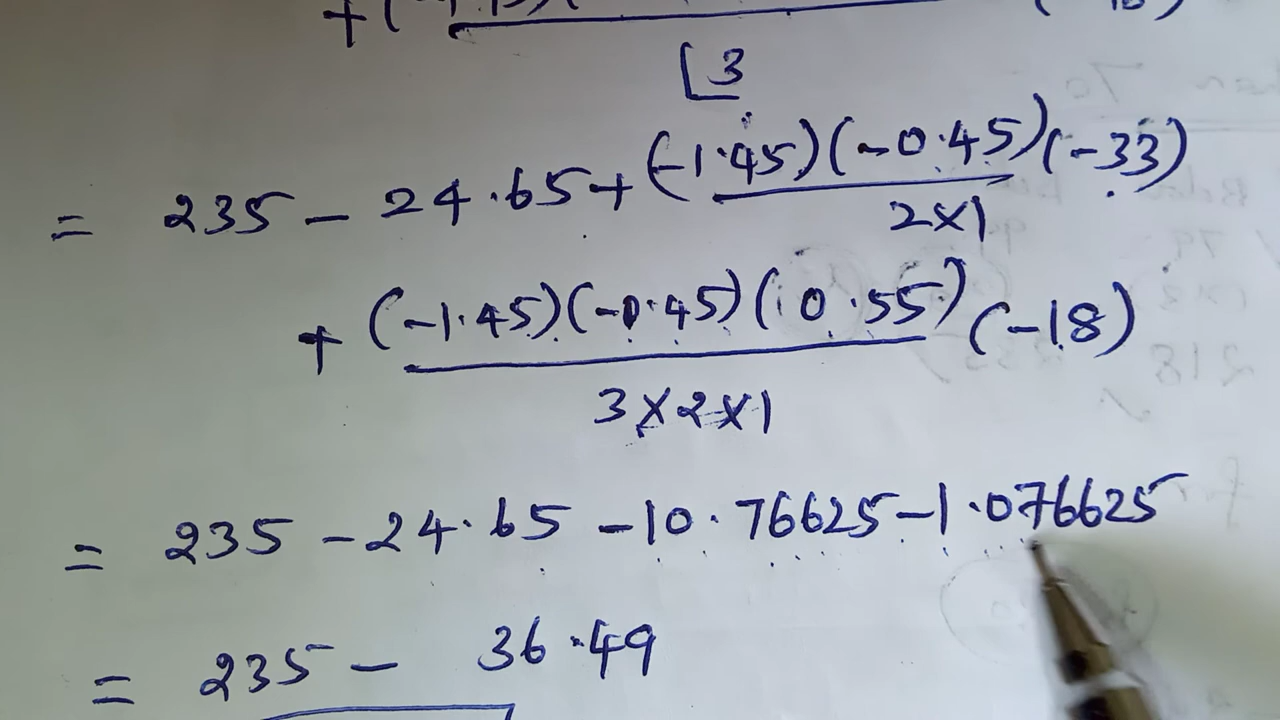 +(
⌊3
= 235 - 24.65 + (-1.45)(-0.45)(-33)
2×1
+ (-1.45)(-0.45)(0.55)(-18)
3×2×1
= 235 - 24.65 - 10.76625 - 1.076625
= 235 - 36.49